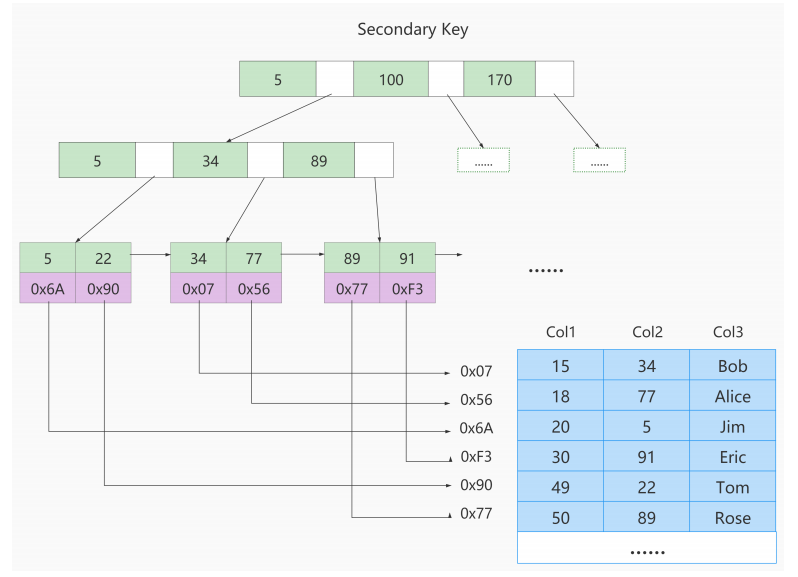 Secondary Key
5 100 170
5 34 89
...... ......
5 22 34 77 89 91
0x6A 0x90 0x07 0x56 0x77 0xF3
......
Col1 Col2 Col3
0x07 15 34 Bob
0x56 18 77 Alice
0x6A 20 5 Jim
0xF3 30 91 Eric
0x90 49 22 Tom
0x77 50 89 Rose
......